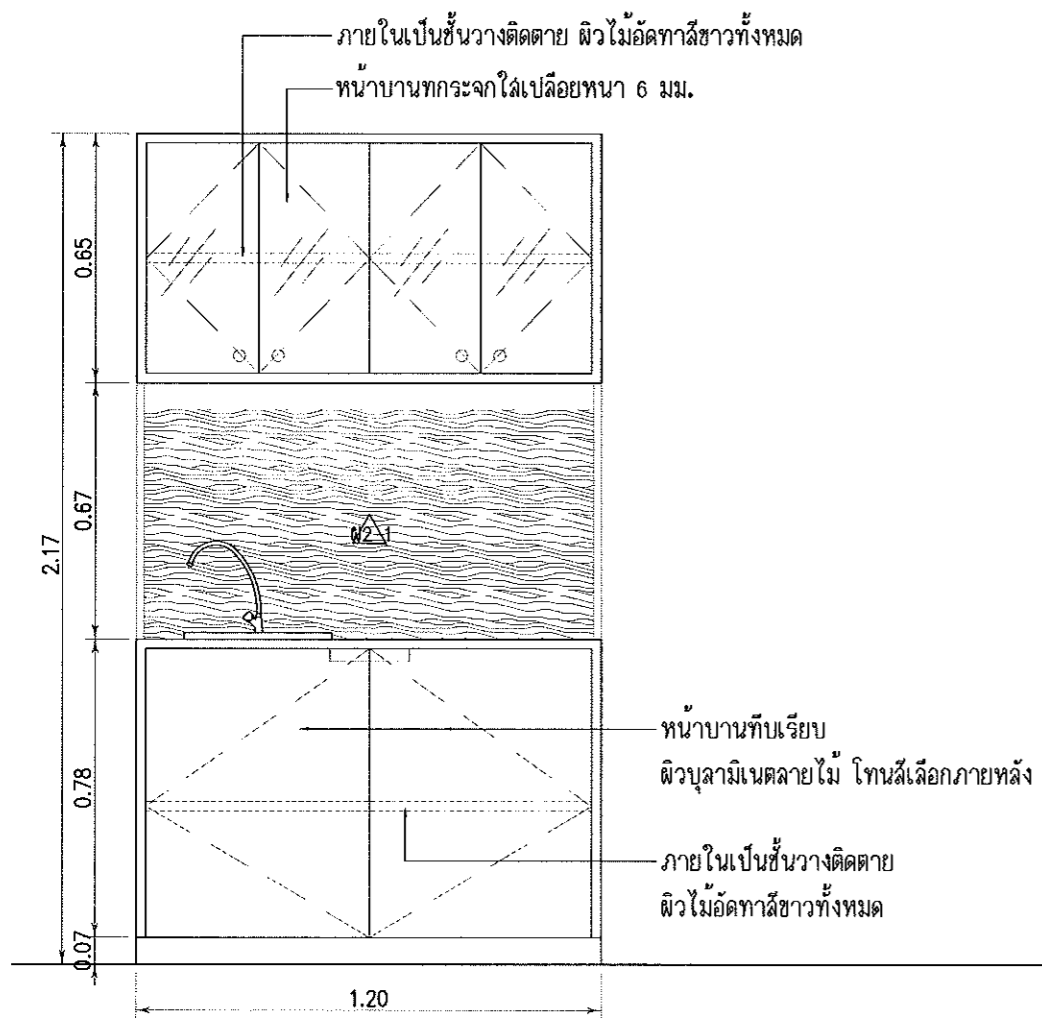 ภายในเป็นชั้นวางติดตาย ผิวไม้อัดทาสีขาวทั้งหมด
หน้าบานทกระจกใส่เปลือยหนา 6 มม.
0.65
0.67
2.17
ผ2.1
หน้าบานทึบเรียบ
ผิวบุลามิเนตลายไม้ โทนสีเลือกภายหลัง
0.78
ภายในเป็นชั้นวางติดตาย
ผิวไม้อัดทาสีขาวทั้งหมด
0.07
1.20